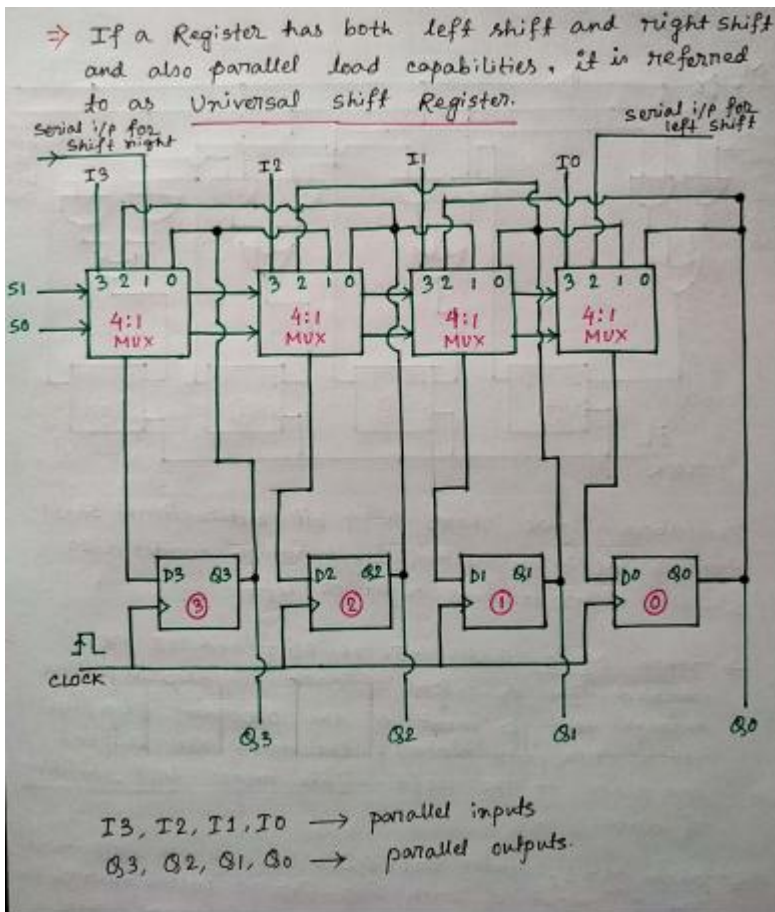 ⇒ If a Register has both left shift and right shift
and also parallel load capabilities, it is referred
to as Universal Shift Register.
serial i/p for
shift right
serial i/p for
left shift
I3 I2 I1 I0
3 2 1 0 3 2 1 0 3 2 1 0 3 2 1 0
S1
S0
4:1 4:1 4:1 4:1
MUX MUX MUX MUX
D3 Q3 D2 Q2 D1 Q1 D0 Q0
3 2 1 0
CLOCK
Q3 Q2 Q1 Q0
I3, I2, I1, I0 → parallel inputs
Q3, Q2, Q1, Q0 → parallel outputs.